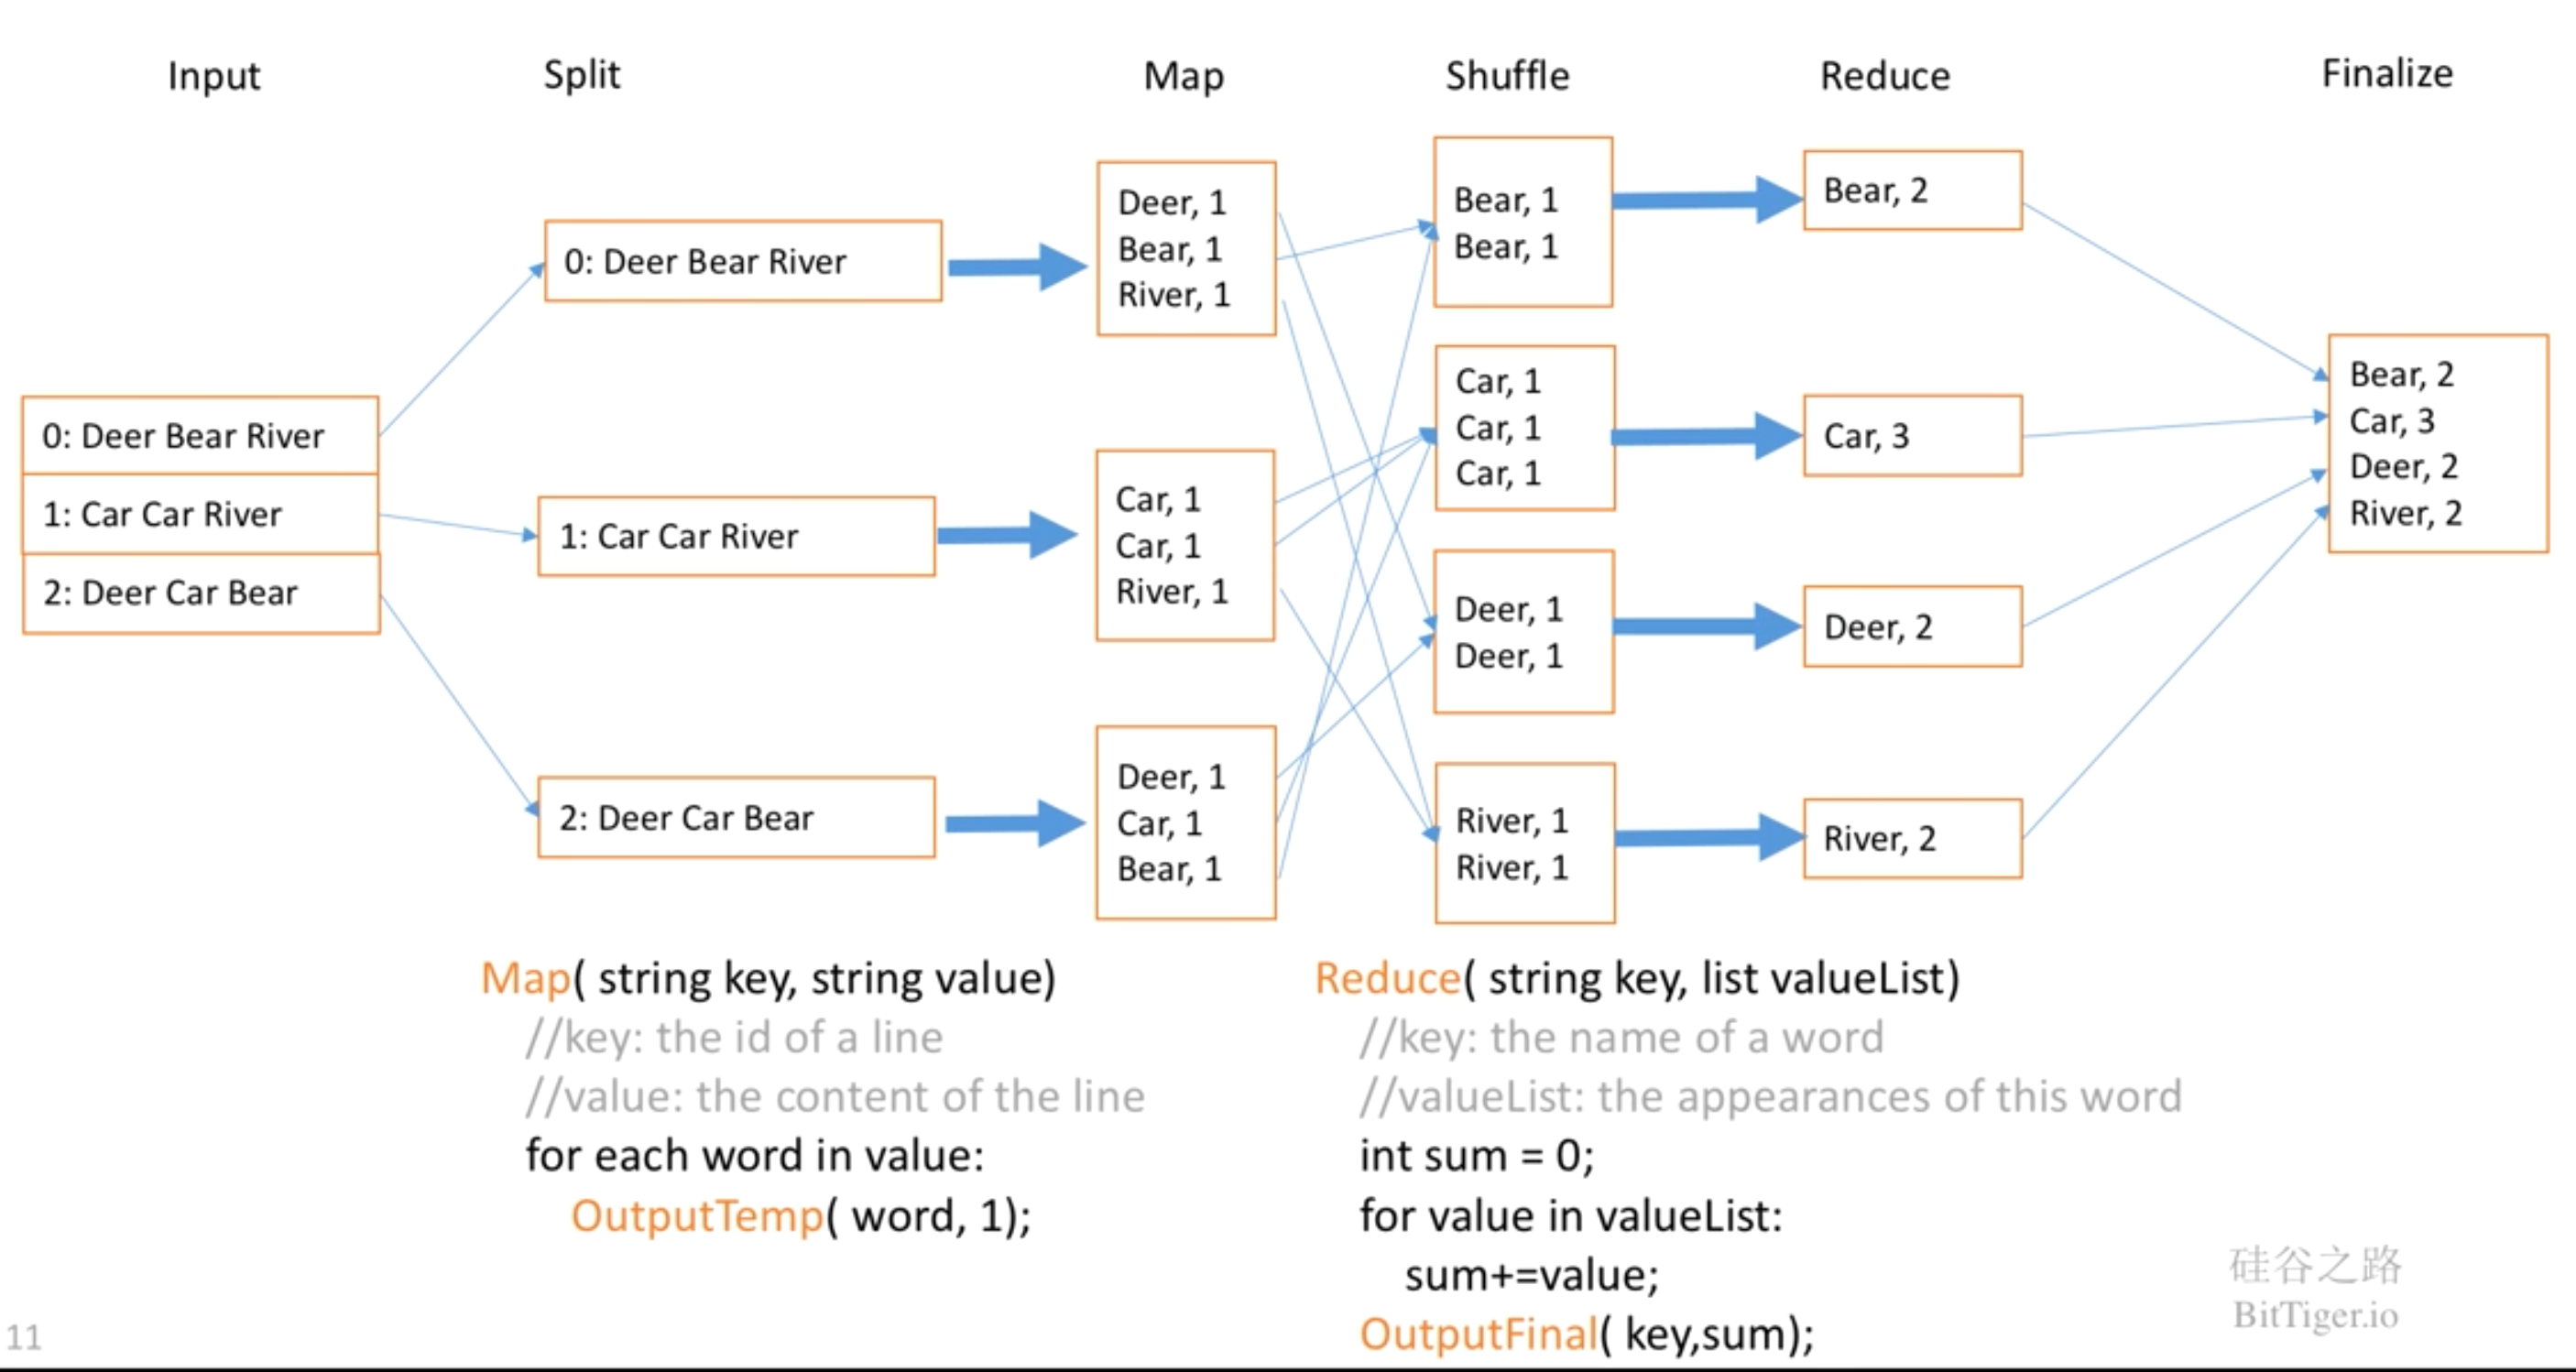 Input
Split
Map
Shuffle
Reduce
Finalize
0: Deer Bear River
1: Car Car River
2: Deer Car Bear
0: Deer Bear River
1: Car Car River
2: Deer Car Bear
Deer, 1
Bear, 1
River, 1
Car, 1
Car, 1
River, 1
Deer, 1
Car, 1
Bear, 1
Bear, 1
Bear, 1
Car, 1
Car, 1
Car, 1
Deer, 1
Deer, 1
River, 1
River, 1
Bear, 2
Car, 3
Deer, 2
River, 2
Bear, 2
Car, 3
Deer, 2
River, 2
Map( string key, string value)
//key: the id of a line
//value: the content of the line
for each word in value:
OutputTemp( word, 1);
Reduce( string key, list valueList)
//key: the name of a word
//valueList: the appearances of this word
int sum = 0;
for value in valueList:
sum+=value;
OutputFinal( key,sum);
硅谷之路
BitTiger.io
11